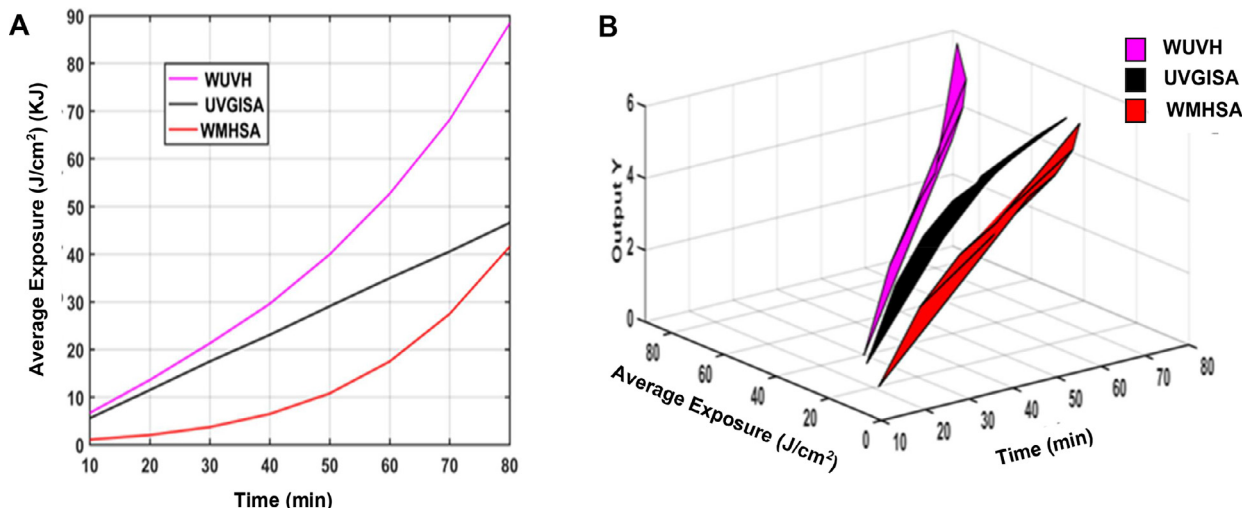 A
Average Exposure (J/cm²) (KJ)
90
80
70
60
50
40
30
20
10
0
WUVH
UVGISA
WMHSA
10 20 30 40 50 60 70 80
Time (min)
B
WUVH
UVGISA
WMHSA
Output Y
6
4
2
0
80
60
40
20
0
Average Exposure (J/cm²)
10
20
30
40
50
60
70
80
Time (min)